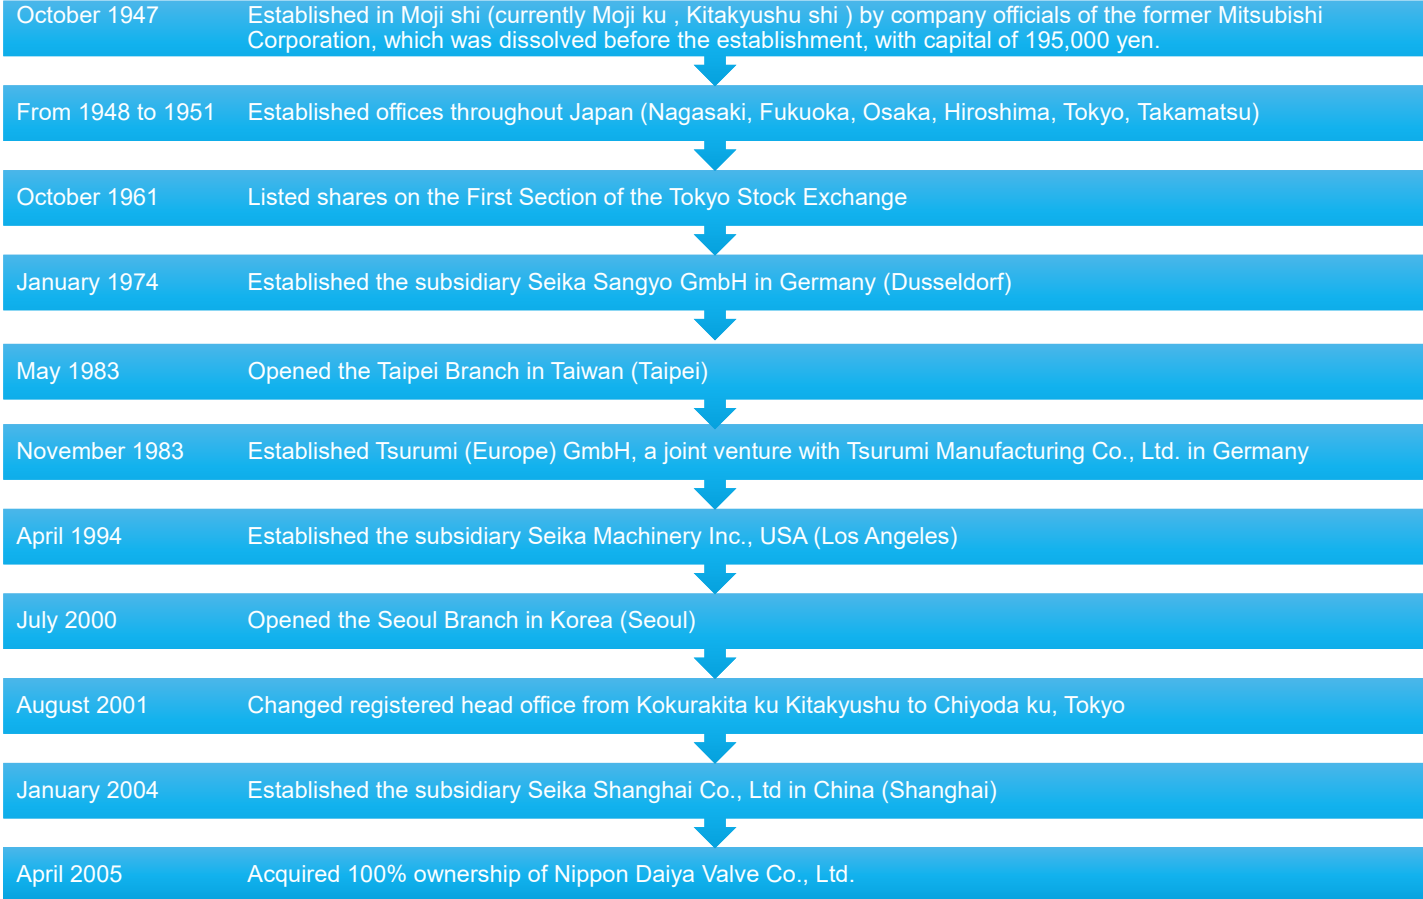 October 1947 Established in Moji shi (currently Moji ku , Kitakyushu shi ) by company officials of the former Mitsubishi
Corporation, which was dissolved before the establishment, with capital of 195,000 yen.
From 1948 to 1951 Established offices throughout Japan (Nagasaki, Fukuoka, Osaka, Hiroshima, Tokyo, Takamatsu)
October 1961 Listed shares on the First Section of the Tokyo Stock Exchange
January 1974 Established the subsidiary Seika Sangyo GmbH in Germany (Dusseldorf)
May 1983 Opened the Taipei Branch in Taiwan (Taipei)
November 1983 Established Tsurumi (Europe) GmbH, a joint venture with Tsurumi Manufacturing Co., Ltd. in Germany
April 1994 Established the subsidiary Seika Machinery Inc., USA (Los Angeles)
July 2000 Opened the Seoul Branch in Korea (Seoul)
August 2001 Changed registered head office from Kokurakita ku Kitakyushu to Chiyoda ku, Tokyo
January 2004 Established the subsidiary Seika Shanghai Co., Ltd in China (Shanghai)
April 2005 Acquired 100% ownership of Nippon Daiya Valve Co., Ltd.